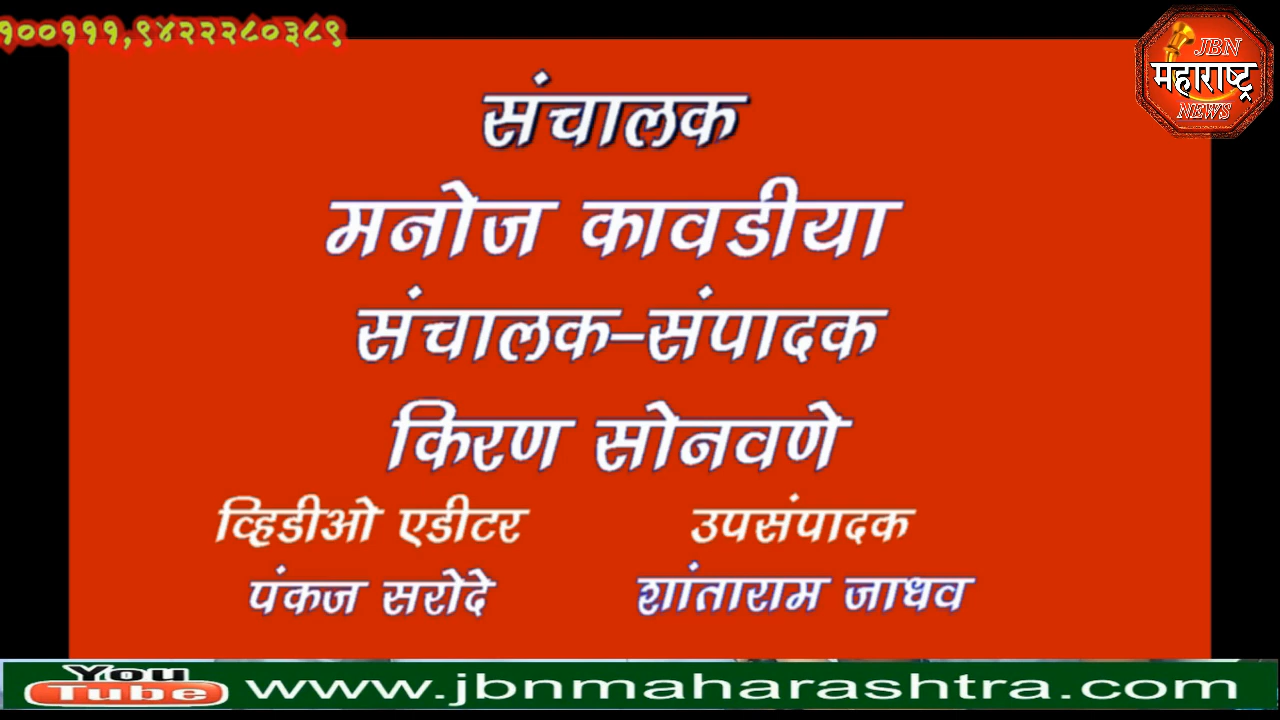 १००१११,९४२२२८०३८९
JBN
महाराष्ट्र
NEWS
संचालक
मनोज कावडीया
संचालक-संपादक
किरण सोनवणे
व्हिडीओ एडीटर उपसंपादक
पंकज सरोदे शांताराम जाधव
You
Tube www.jbnmaharashtra.com